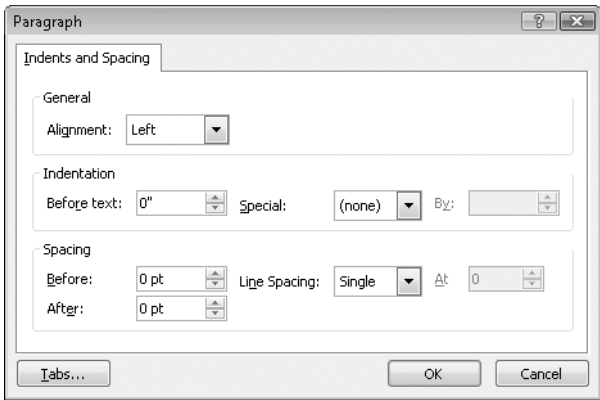 Paragraph
Indents and Spacing
General
Alignment: Left
Indentation
Before text: 0" Special: (none) By:
Spacing
Before: 0 pt Line Spacing: Single At 0
After: 0 pt
Tabs... OK Cancel